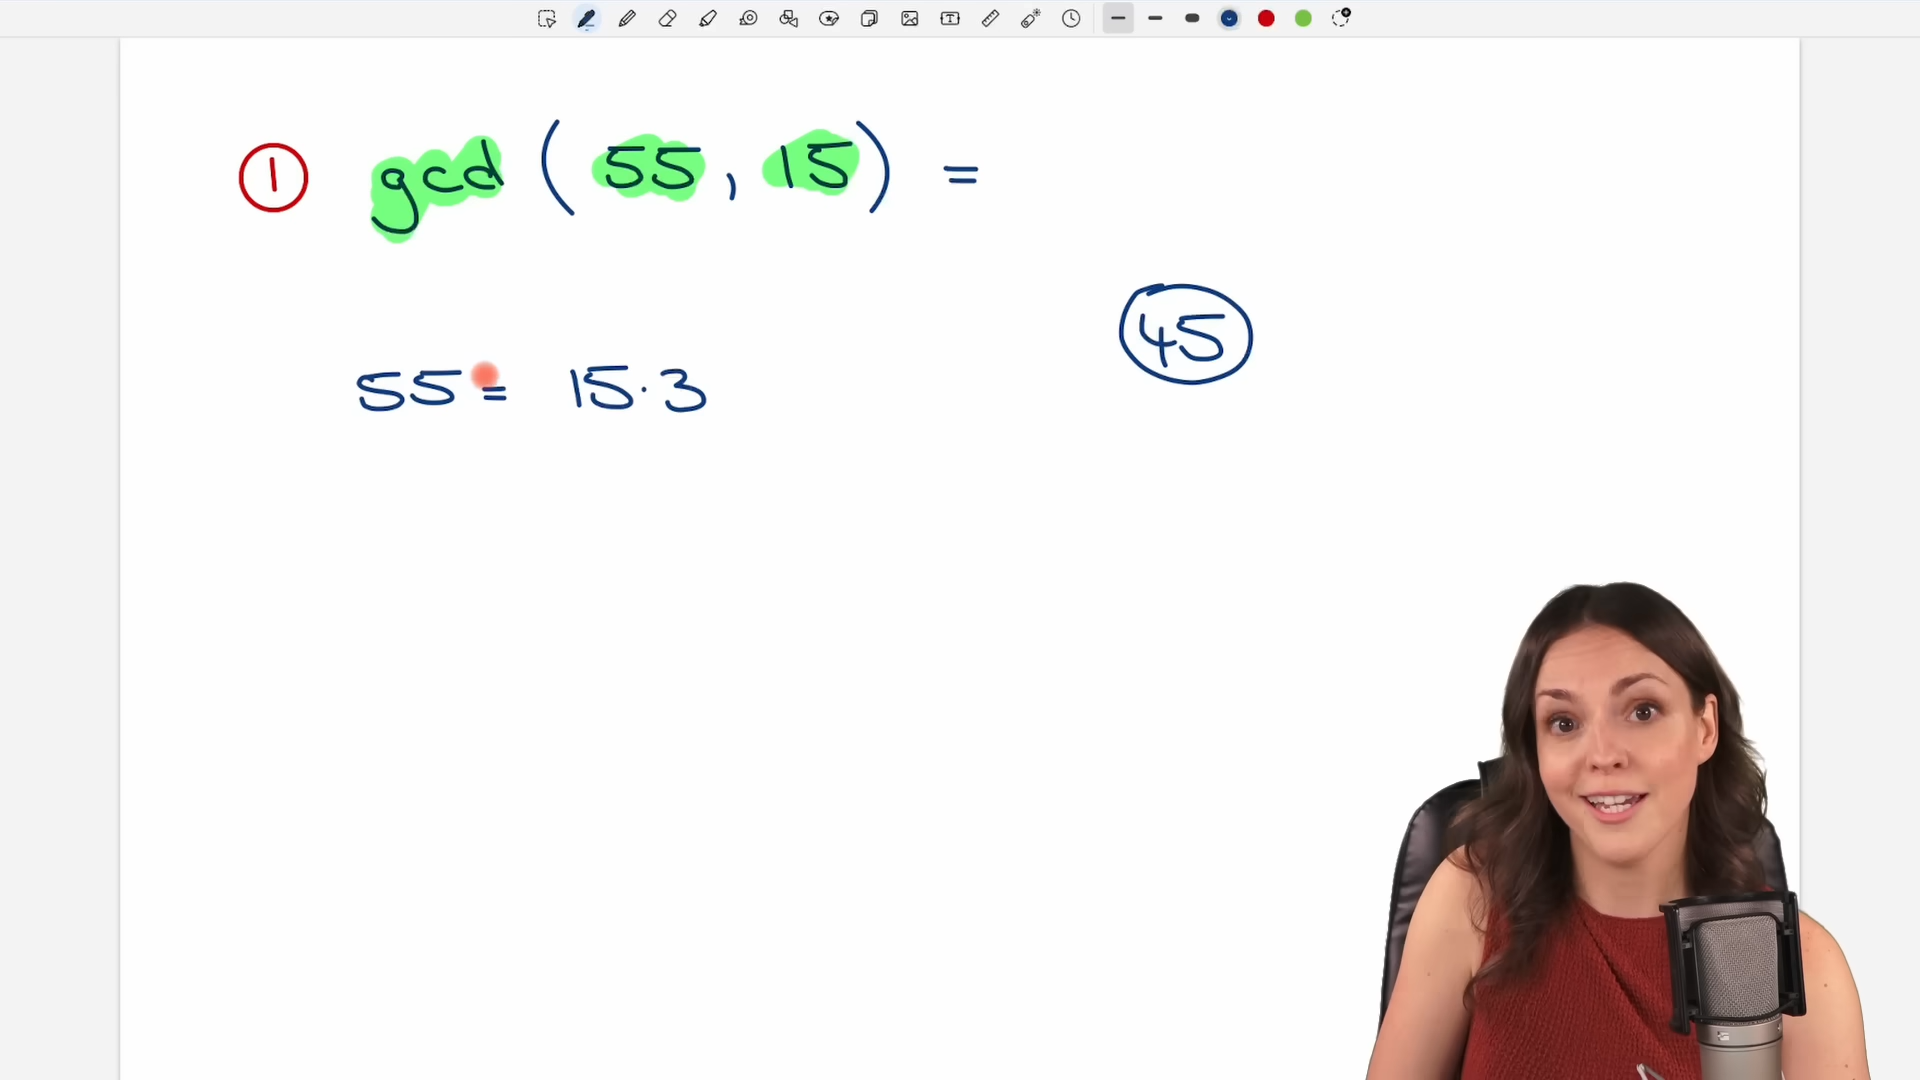 ① gcd ( 55 , 15 ) =
45
55 = 15 · 3